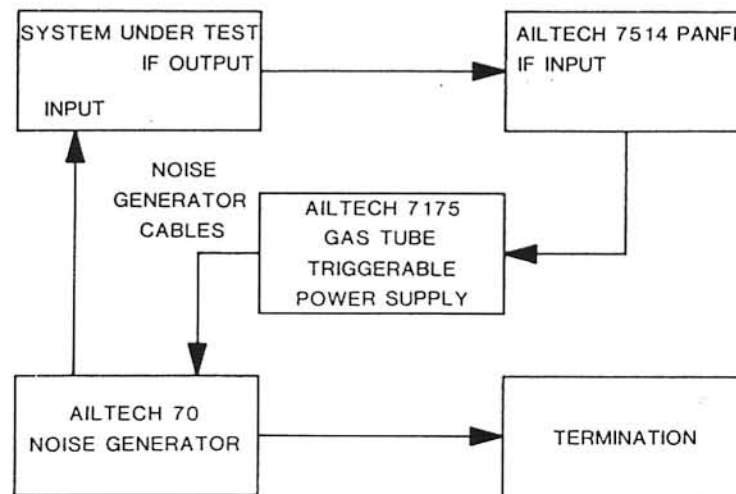 SYSTEM UNDER TEST
IF OUTPUT
INPUT
AILTECH 7514 PANFI
IF INPUT
NOISE
GENERATOR
CABLES
AILTECH 7175
GAS TUBE
TRIGGERABLE
POWER SUPPLY
AILTECH 70
NOISE GENERATOR
TERMINATION